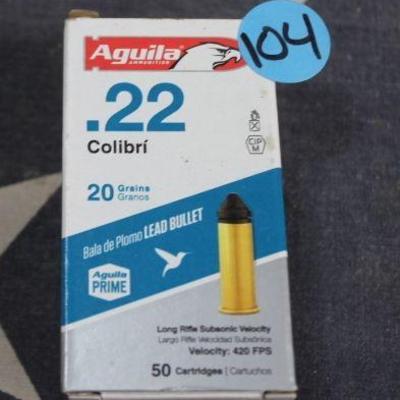 Aguila
AMMUNITION
104
.22
Colibrí
20 Grains
Granos
CIP
M
Bala de Plomo LEAD BULLET
Aguila
PRIME
Long Rifle Subsonic Velocity
Largo Rifle Velocidad Subsónica
Velocity: 420 FPS
50 Cartridges | Cartuchos